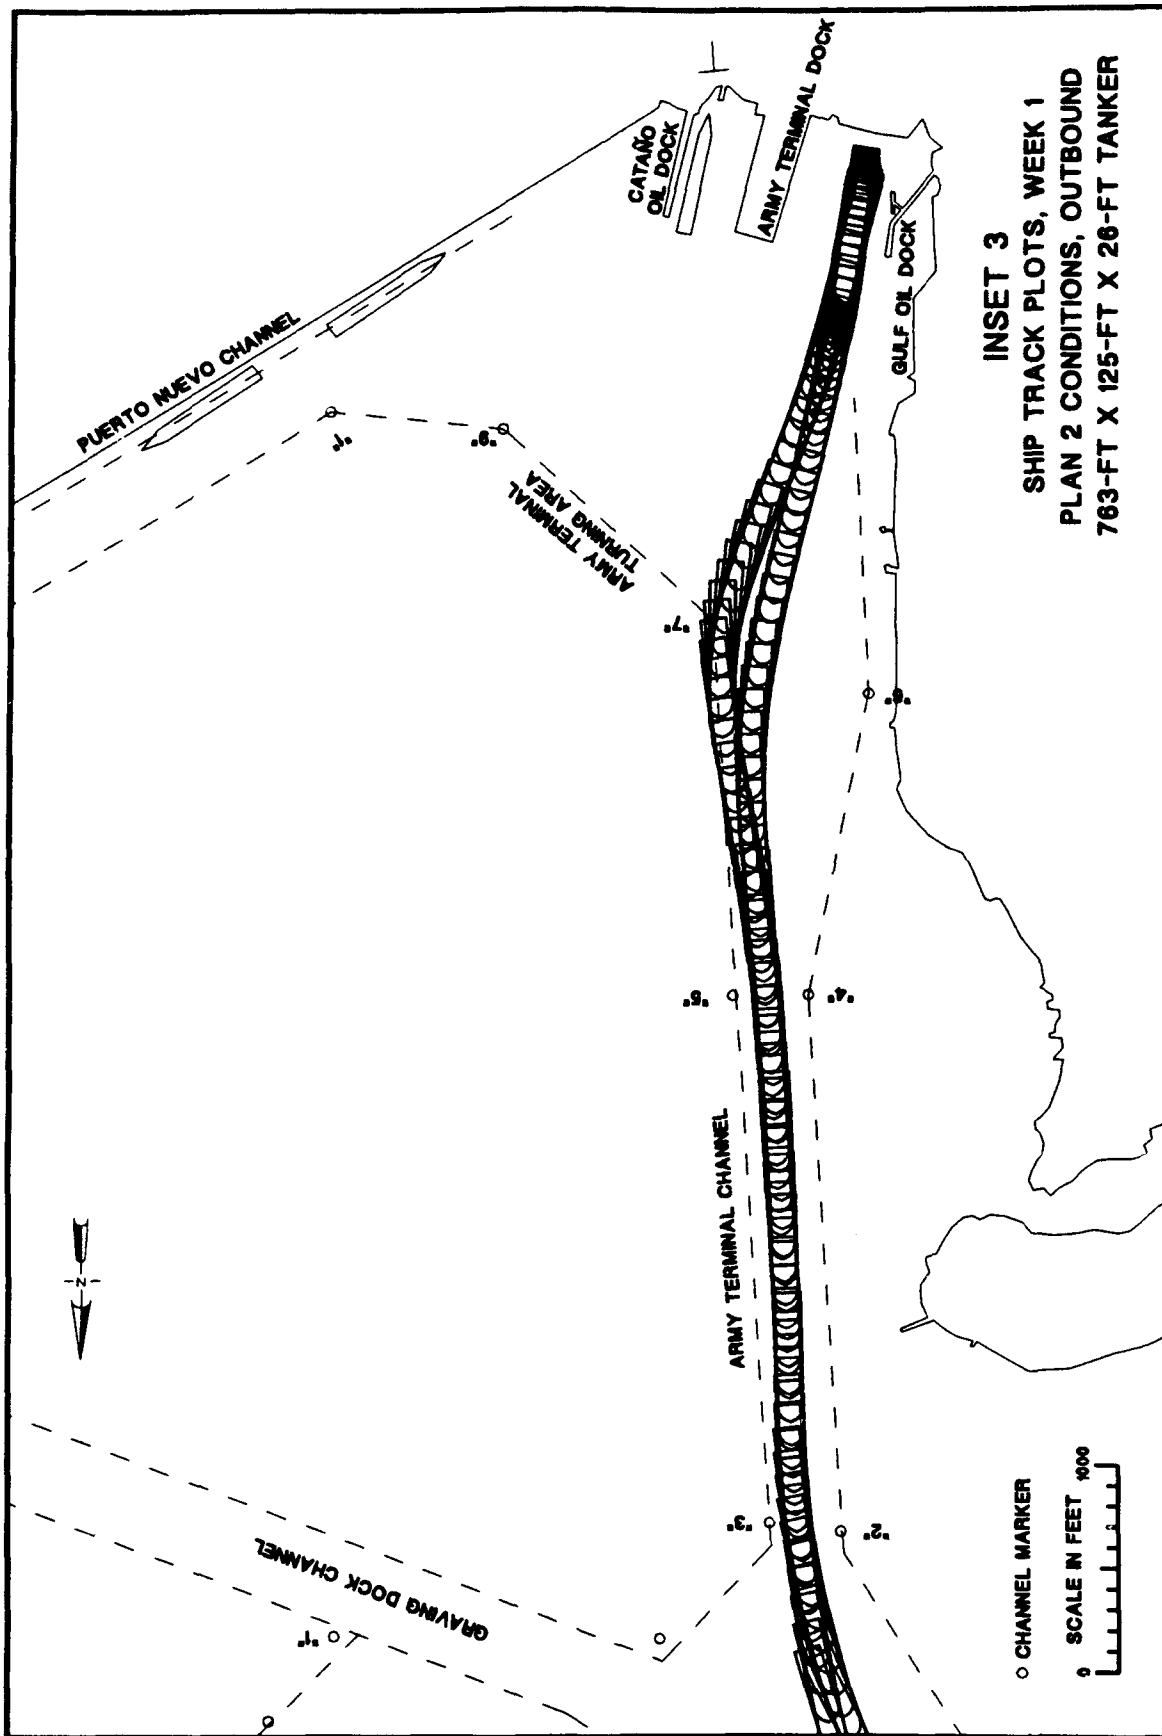 INSET 3
SHIP TRACK PLOTS, WEEK 1
PLAN 2 CONDITIONS, OUTBOUND
763-FT X 125-FT X 26-FT TANKER
PUERTO NUEVO CHANNEL
CATAÑO
OIL DOCK
ARMY TERMINAL DOCK
GULF OIL DOCK
ARMY TERMINAL
TURNING AREA
"1"
"9"
"7"
"6"
"5"
"4"
ARMY TERMINAL CHANNEL
"3"
"2"
GRAVING DOCK CHANNEL
"1"
N
CHANNEL MARKER
SCALE IN FEET
0 1000